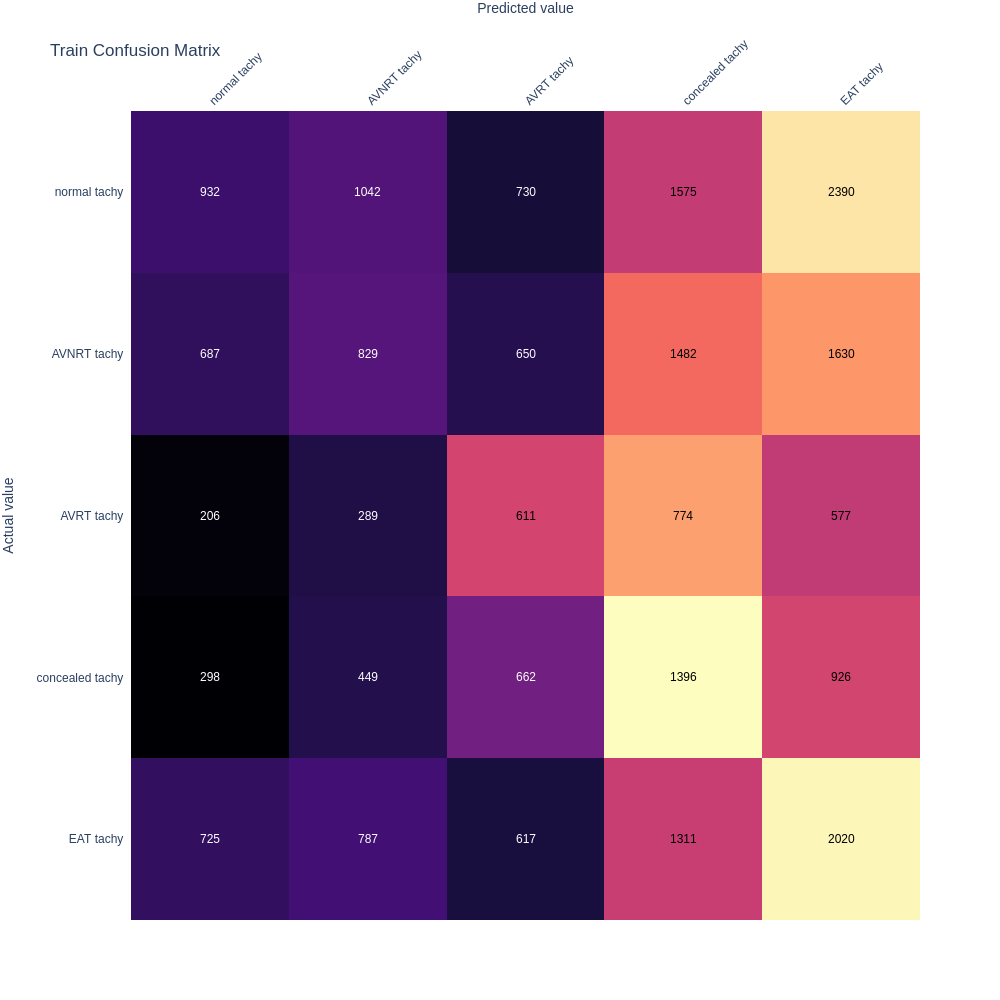 Predicted value
Train Confusion Matrix
normal tachy AVNRT tachy AVRT tachy concealed tachy EAT tachy
normal tachy 932 1042 730 1575 2390
AVNRT tachy 687 829 650 1482 1630
AVRT tachy 206 289 611 774 577
concealed tachy 298 449 662 1396 926
EAT tachy 725 787 617 1311 2020
Actual value